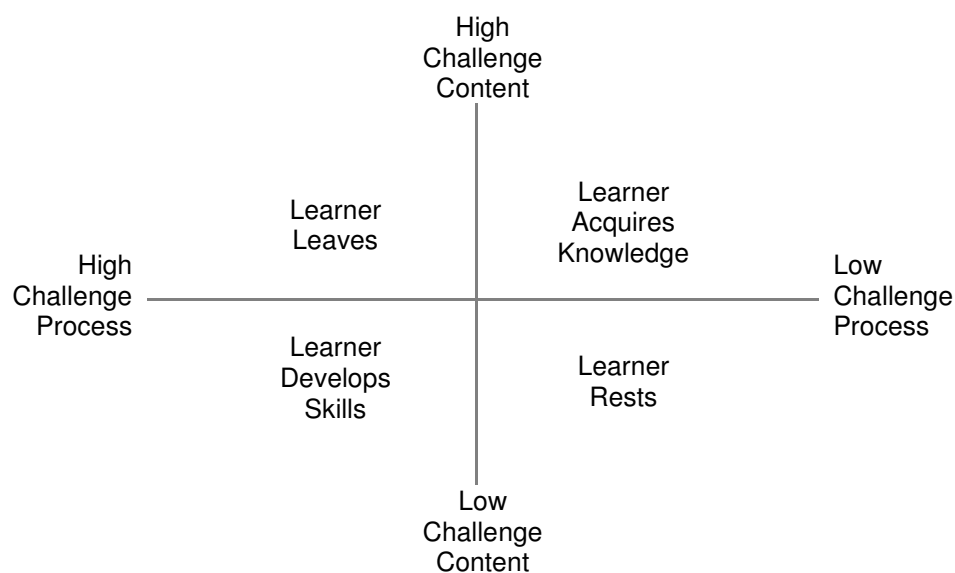 High
Challenge
Content
Learner
Leaves
Learner
Acquires
Knowledge
High
Challenge
Process
Low
Challenge
Process
Learner
Develops
Skills
Learner
Rests
Low
Challenge
Content